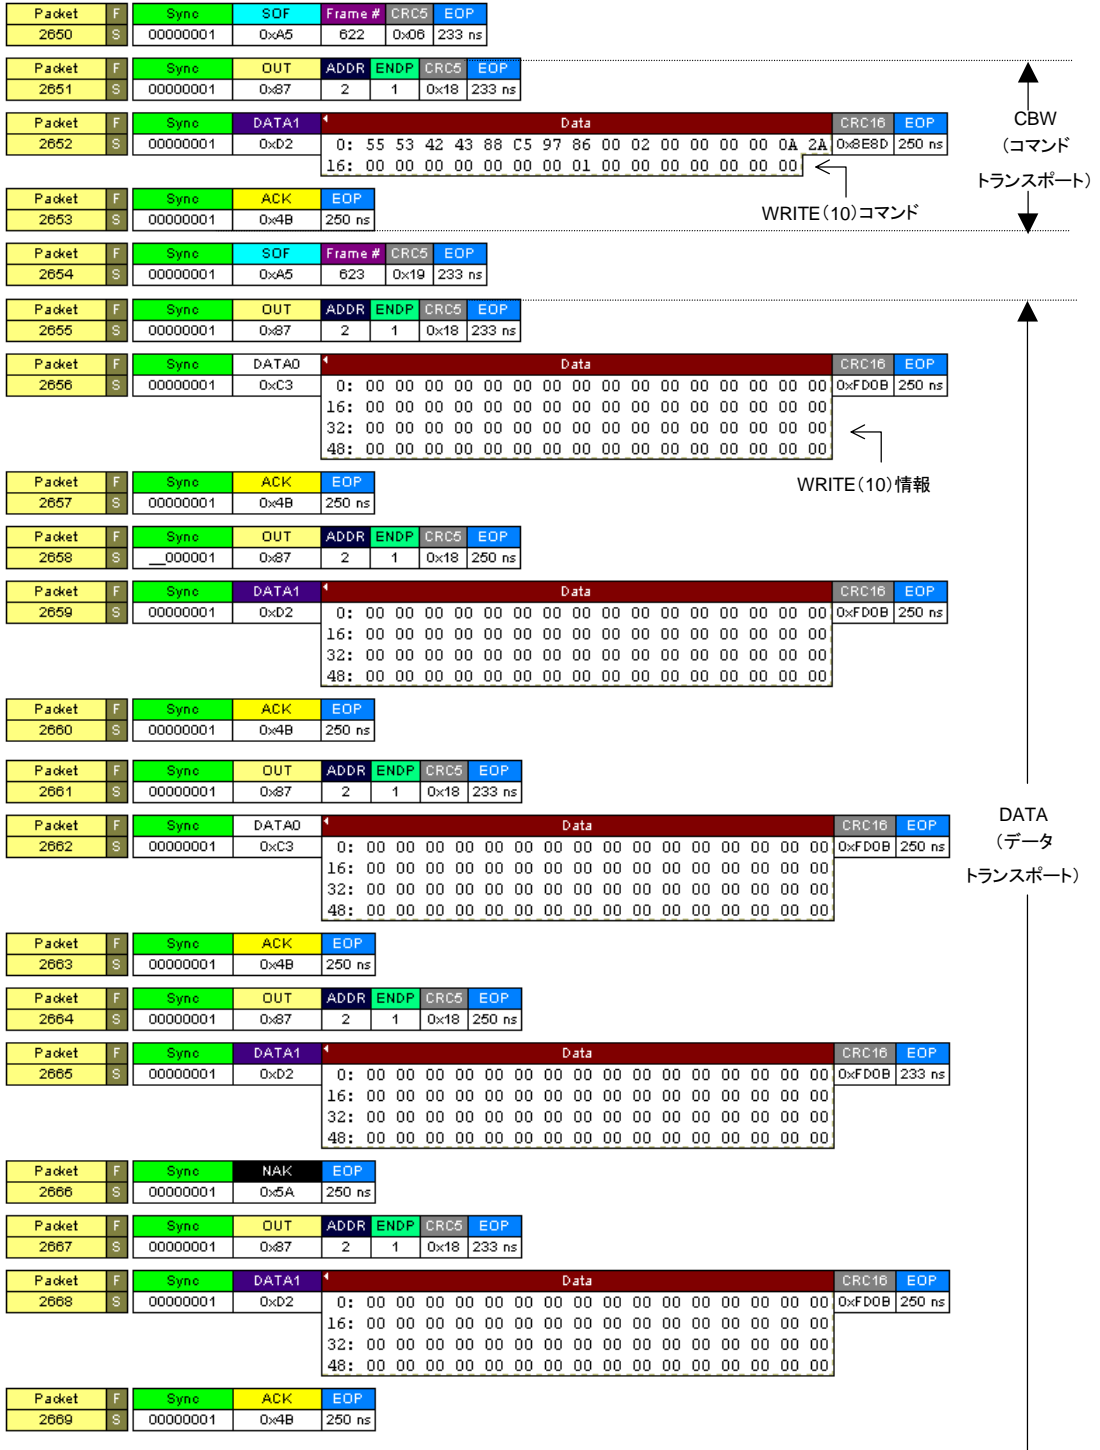 Packet F Sync SOF Frame # CRC5 EOP
2650 S 00000001 0xA5 622 0x06 233 ns
Packet F Sync OUT ADDR ENDP CRC5 EOP
2651 S 00000001 0x87 2 1 0x18 233 ns
Packet F Sync DATA1 Data CRC16 EOP
2652 S 00000001 0xD2 0: 55 53 42 43 88 C5 97 86 00 02 00 00 00 00 0A 2A 0x8E8D 250 ns
16: 00 00 00 00 00 00 00 01 00 00 00 00 00 00 00
CBW
(コマンド
トランスポート)
WRITE(10)コマンド
Packet F Sync ACK EOP
2653 S 00000001 0x4B 250 ns
Packet F Sync SOF Frame # CRC5 EOP
2654 S 00000001 0xA5 623 0x19 233 ns
Packet F Sync OUT ADDR ENDP CRC5 EOP
2655 S 00000001 0x87 2 1 0x18 233 ns
Packet F Sync DATA0 Data CRC16 EOP
2656 S 00000001 0xC3 0: 00 00 00 00 00 00 00 00 00 00 00 00 00 00 00 00 0xFD0B 250 ns
16: 00 00 00 00 00 00 00 00 00 00 00 00 00 00 00 00
32: 00 00 00 00 00 00 00 00 00 00 00 00 00 00 00 00
48: 00 00 00 00 00 00 00 00 00 00 00 00 00 00 00 00
WRITE(10)情報
Packet F Sync ACK EOP
2657 S 00000001 0x4B 250 ns
Packet F Sync OUT ADDR ENDP CRC5 EOP
2658 S __000001 0x87 2 1 0x18 250 ns
Packet F Sync DATA1 Data CRC16 EOP
2659 S 00000001 0xD2 0: 00 00 00 00 00 00 00 00 00 00 00 00 00 00 00 00 0xFD0B 250 ns
16: 00 00 00 00 00 00 00 00 00 00 00 00 00 00 00 00
32: 00 00 00 00 00 00 00 00 00 00 00 00 00 00 00 00
48: 00 00 00 00 00 00 00 00 00 00 00 00 00 00 00 00
Packet F Sync ACK EOP
2660 S 00000001 0x4B 250 ns
Packet F Sync OUT ADDR ENDP CRC5 EOP
2661 S 00000001 0x87 2 1 0x18 233 ns
Packet F Sync DATA0 Data CRC16 EOP
2662 S 00000001 0xC3 0: 00 00 00 00 00 00 00 00 00 00 00 00 00 00 00 00 0xFD0B 250 ns
16: 00 00 00 00 00 00 00 00 00 00 00 00 00 00 00 00
32: 00 00 00 00 00 00 00 00 00 00 00 00 00 00 00 00
48: 00 00 00 00 00 00 00 00 00 00 00 00 00 00 00 00
DATA
(データ
トランスポート)
Packet F Sync ACK EOP
2663 S 00000001 0x4B 250 ns
Packet F Sync OUT ADDR ENDP CRC5 EOP
2664 S 00000001 0x87 2 1 0x18 250 ns
Packet F Sync DATA1 Data CRC16 EOP
2665 S 00000001 0xD2 0: 00 00 00 00 00 00 00 00 00 00 00 00 00 00 00 00 0xFD0B 233 ns
16: 00 00 00 00 00 00 00 00 00 00 00 00 00 00 00 00
32: 00 00 00 00 00 00 00 00 00 00 00 00 00 00 00 00
48: 00 00 00 00 00 00 00 00 00 00 00 00 00 00 00 00
Packet F Sync NAK EOP
2666 S 00000001 0x5A 250 ns
Packet F Sync OUT ADDR ENDP CRC5 EOP
2667 S 00000001 0x87 2 1 0x18 233 ns
Packet F Sync DATA1 Data CRC16 EOP
2668 S 00000001 0xD2 0: 00 00 00 00 00 00 00 00 00 00 00 00 00 00 00 00 0xFD0B 250 ns
16: 00 00 00 00 00 00 00 00 00 00 00 00 00 00 00 00
32: 00 00 00 00 00 00 00 00 00 00 00 00 00 00 00 00
48: 00 00 00 00 00 00 00 00 00 00 00 00 00 00 00 00
Packet F Sync ACK EOP
2669 S 00000001 0x4B 250 ns